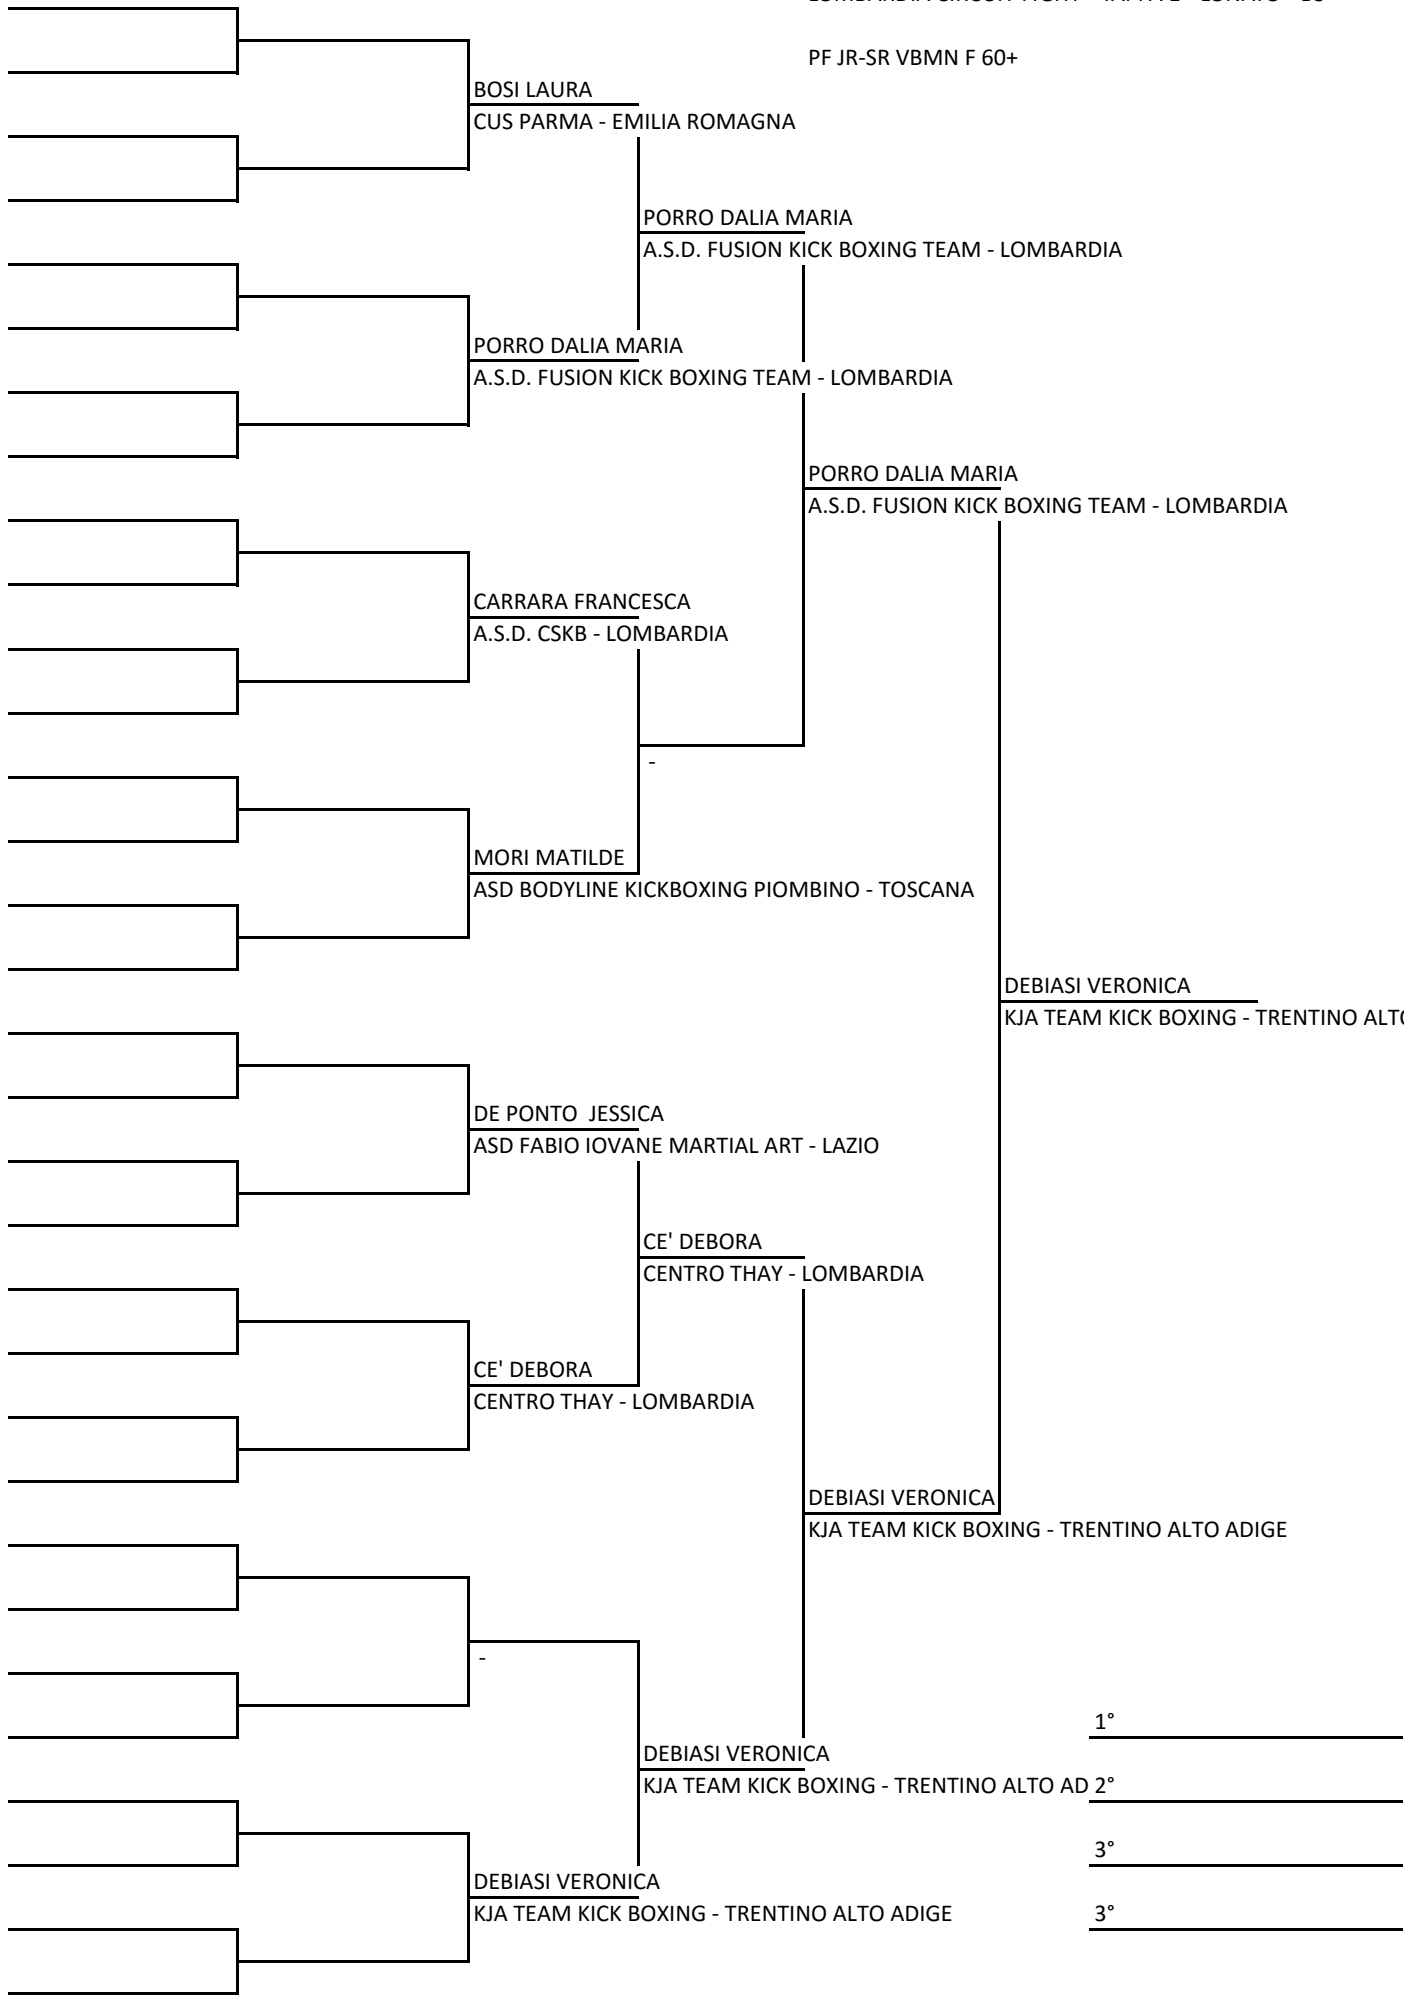 PF JR-SR VBMN F 60+
BOSI LAURA
CUS PARMA - EMILIA ROMAGNA
PORRO DALIA MARIA
A.S.D. FUSION KICK BOXING TEAM - LOMBARDIA
PORRO DALIA MARIA
A.S.D. FUSION KICK BOXING TEAM - LOMBARDIA
PORRO DALIA MARIA
A.S.D. FUSION KICK BOXING TEAM - LOMBARDIA
CARRARA FRANCESCA
A.S.D. CSKB - LOMBARDIA
-
MORI MATILDE
ASD BODYLINE KICKBOXING PIOMBINO - TOSCANA
DEBIASI VERONICA
KJA TEAM KICK BOXING - TRENTINO ALTO
DE PONTO  JESSICA
ASD FABIO IOVANE MARTIAL ART - LAZIO
CE' DEBORA
CENTRO THAY - LOMBARDIA
CE' DEBORA
CENTRO THAY - LOMBARDIA
DEBIASI VERONICA
KJA TEAM KICK BOXING - TRENTINO ALTO ADIGE
-
1°
DEBIASI VERONICA
KJA TEAM KICK BOXING - TRENTINO ALTO AD 2°
3°
DEBIASI VERONICA
KJA TEAM KICK BOXING - TRENTINO ALTO ADIGE 3°